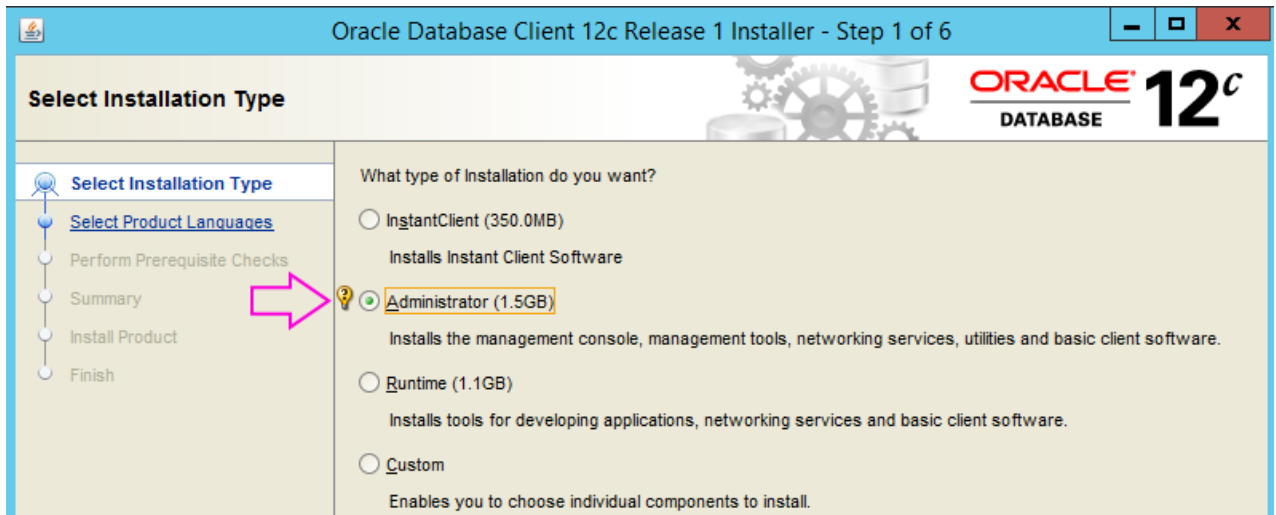 Oracle Database Client 12c Release 1 Installer - Step 1 of 6
Select Installation Type
ORACLE
DATABASE
12c
Select Installation Type
Select Product Languages
Perform Prerequisite Checks
Summary
Install Product
Finish
What type of Installation do you want?
InstantClient (350.0MB)
Installs Instant Client Software
Administrator (1.5GB)
Installs the management console, management tools, networking services, utilities and basic client software.
Runtime (1.1GB)
Installs tools for developing applications, networking services and basic client software.
Custom
Enables you to choose individual components to install.